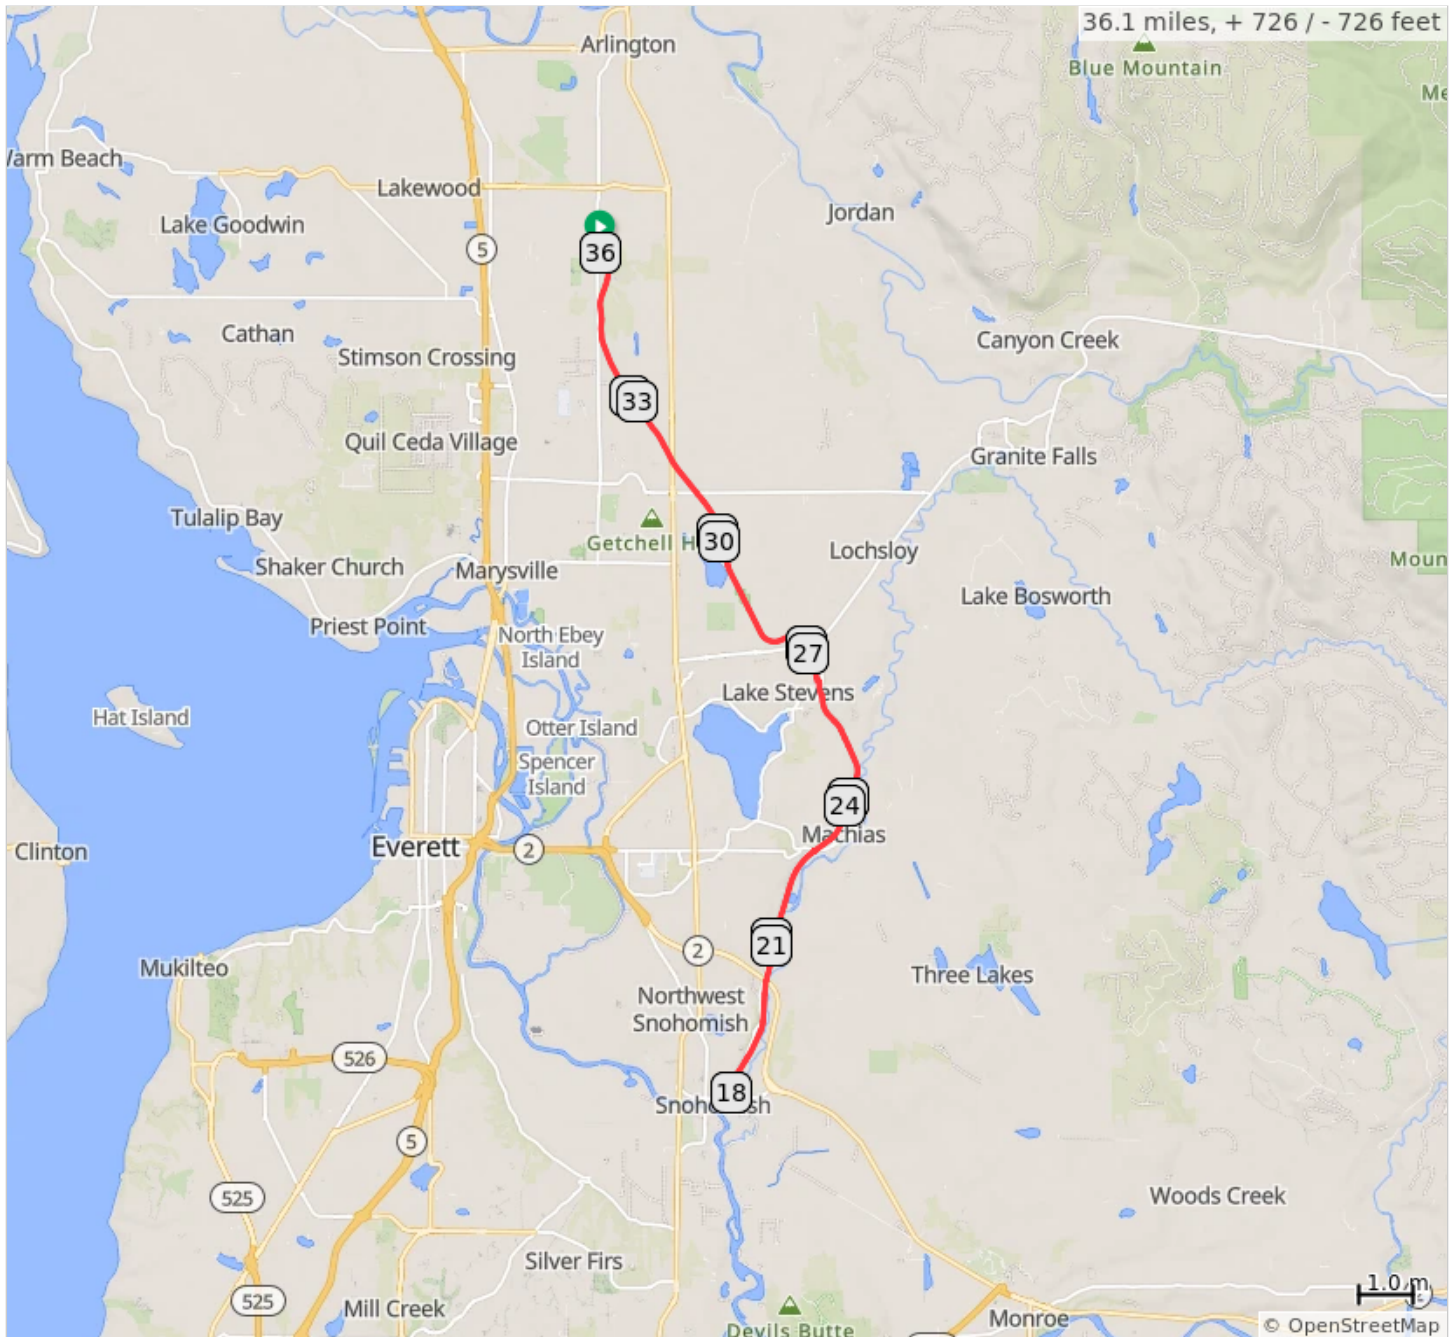 36.1 miles, + 726 / - 726 feet
Arlington
Blue Mountain
Me
Warm Beach
Lakewood
Lake Goodwin
Jordan
5
36
Cathan
Canyon Creek
Stimson Crossing
33
Quil Ceda Village
Granite Falls
Tulalip Bay
30
Getchell H
Lochsloy
Moun
Shaker Church
Marysville
Lake Bosworth
Priest Point
North Ebey
Island
27
Lake Stevens
Hat Island
Otter Island
Spencer
Island
24
Machias
Everett
2
Clinton
21
2
Mukilteo
Three Lakes
Northwest
Snohomish
526
18
Snohomish
5
525
Woods Creek
Silver Firs
525
Mill Creek
1.0 m
Monroe
Devils Butte
© OpenStreetMap